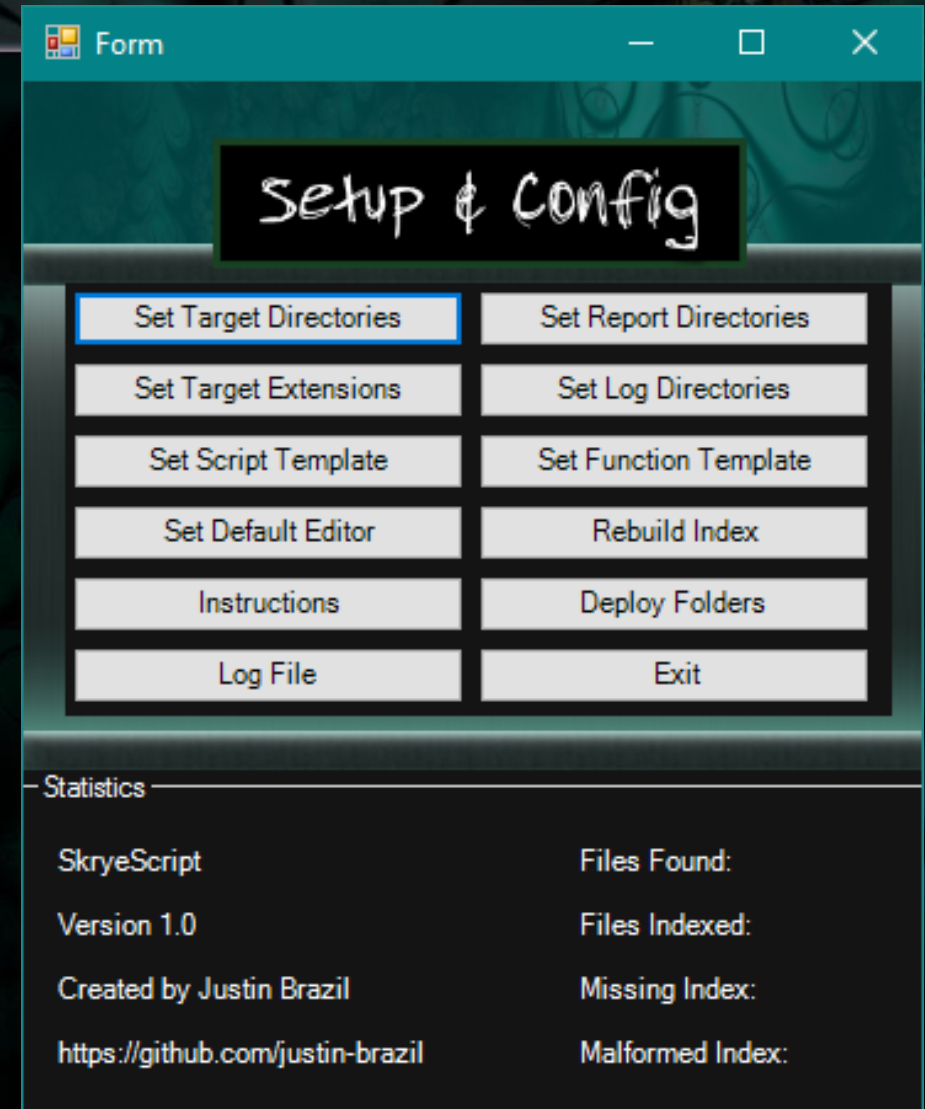 Form
Setup & Config
Set Target Directories Set Report Directories
Set Target Extensions Set Log Directories
Set Script Template Set Function Template
Set Default Editor Rebuild Index
Instructions Deploy Folders
Log File Exit
Statistics
SkryeScript Files Found:
Version 1.0 Files Indexed:
Created by Justin Brazil Missing Index:
https://github.com/justin-brazil Malformed Index: